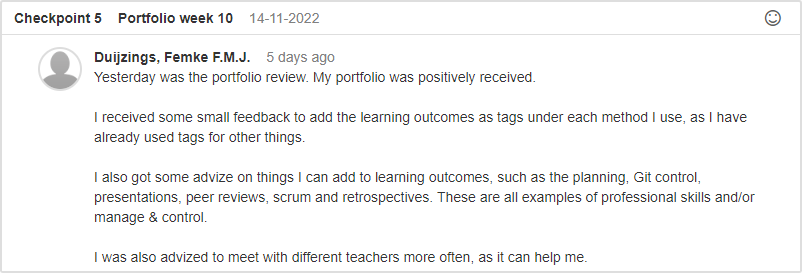 Checkpoint 5 Portfolio week 10 14-11-2022
Duijzings, Femke F.M.J. 5 days ago
Yesterday was the portfolio review. My portfolio was positively received.
I received some small feedback to add the learning outcomes as tags under each method I use, as I have
already used tags for other things.
I also got some advize on things I can add to learning outcomes, such as the planning, Git control,
presentations, peer reviews, scrum and retrospectives. These are all examples of professional skills and/or
manage & control.
I was also advized to meet with different teachers more often, as it can help me.